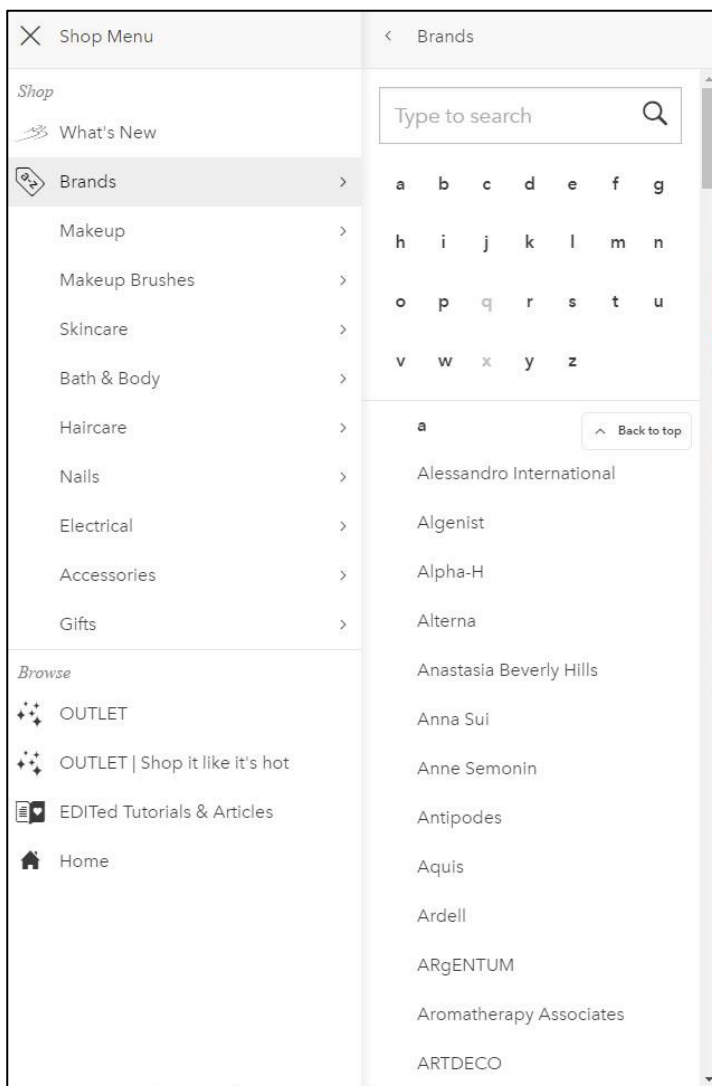 Shop Menu
Shop
What's New
a-z
Brands
Makeup
Makeup Brushes
Skincare
Bath & Body
Haircare
Nails
Electrical
Accessories
Gifts
Browse
OUTLET
OUTLET | Shop it like it's hot
EDITed Tutorials & Articles
Home
Brands
Type to search
a b c d e f g
h i j k l m n
o p q r s t u
v w x y z
a
Back to top
Alessandro International
Algenist
Alpha-H
Alterna
Anastasia Beverly Hills
Anna Sui
Anne Semonin
Antipodes
Aquis
Ardell
ARgENTUM
Aromatherapy Associates
ARTDECO